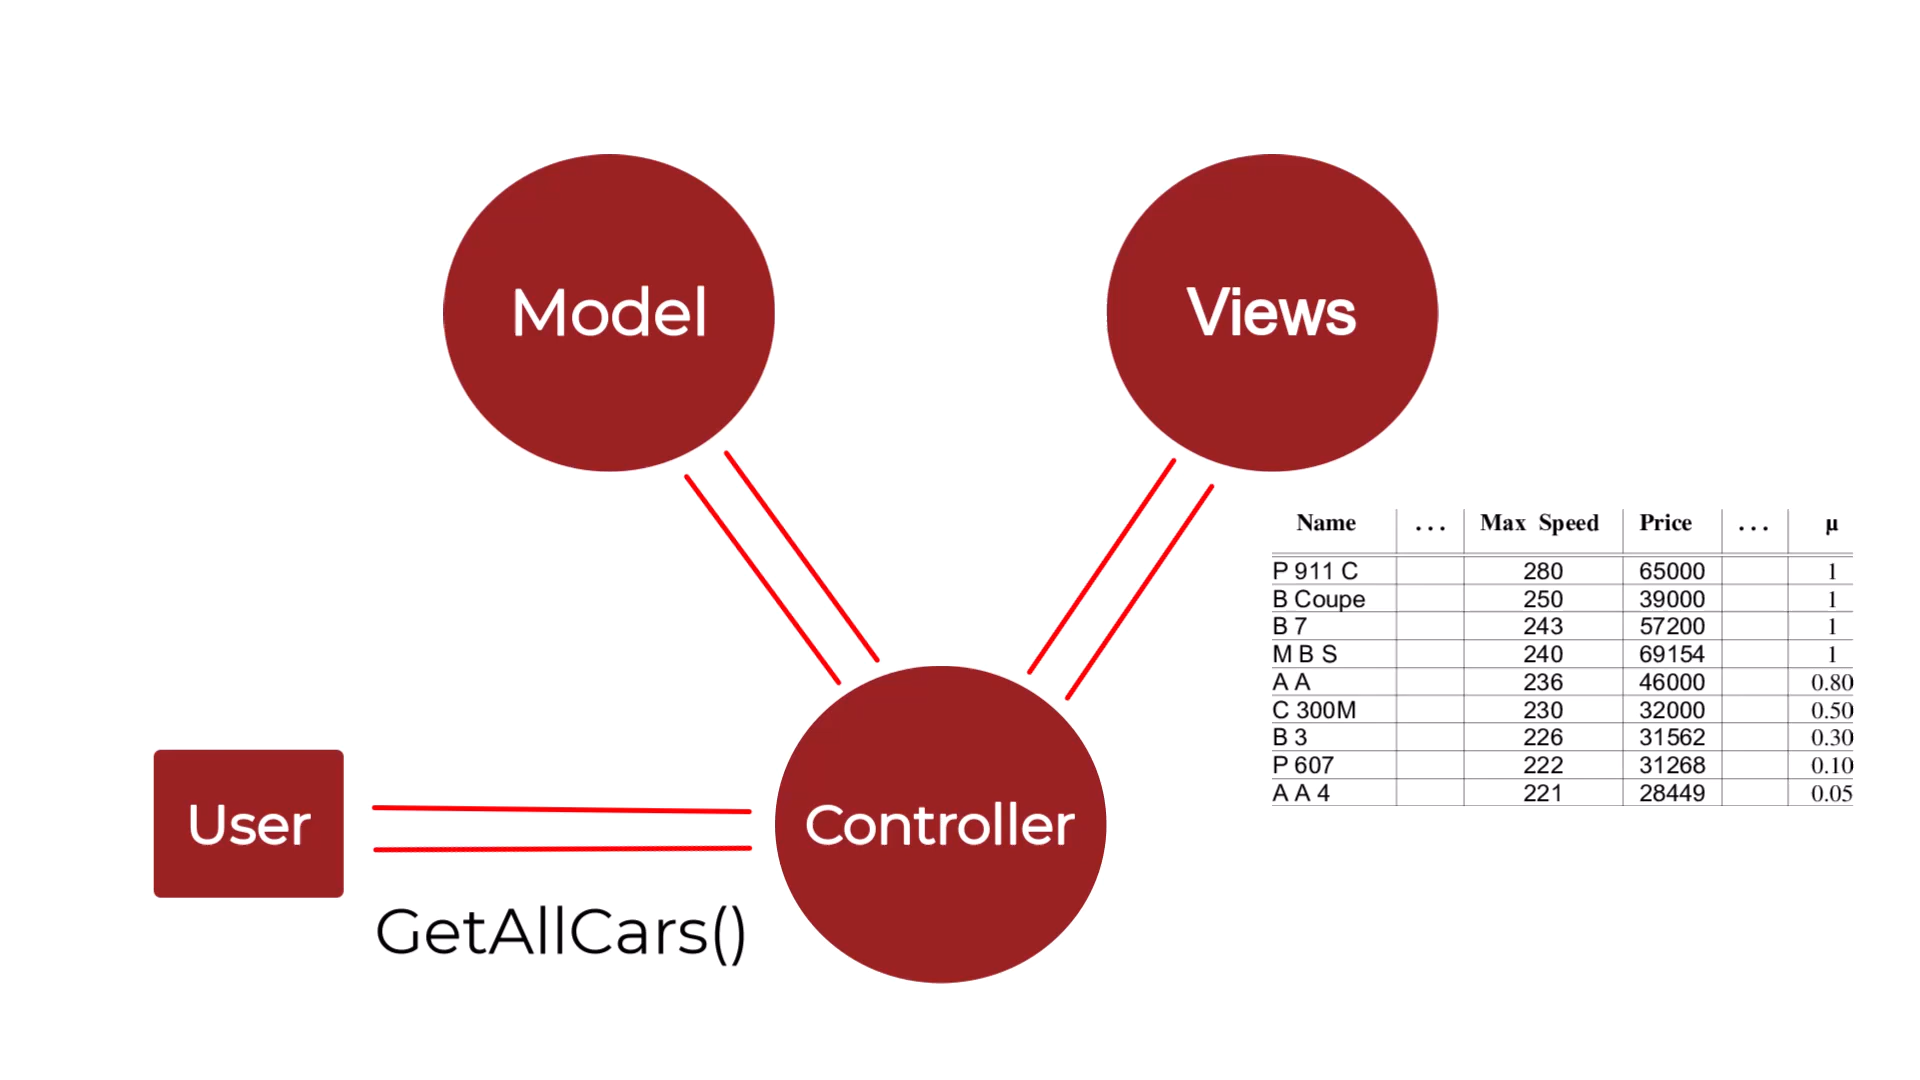 Model
Views
Name ... Max Speed Price ... μ
P 911 C 280 65000 1
B Coupe 250 39000 1
B 7 243 57200 1
M B S 240 69154 1
A A 236 46000 0.80
C 300M 230 32000 0.50
B 3 226 31562 0.30
P 607 222 31268 0.10
A A 4 221 28449 0.05
User
Controller
GetAllCars()